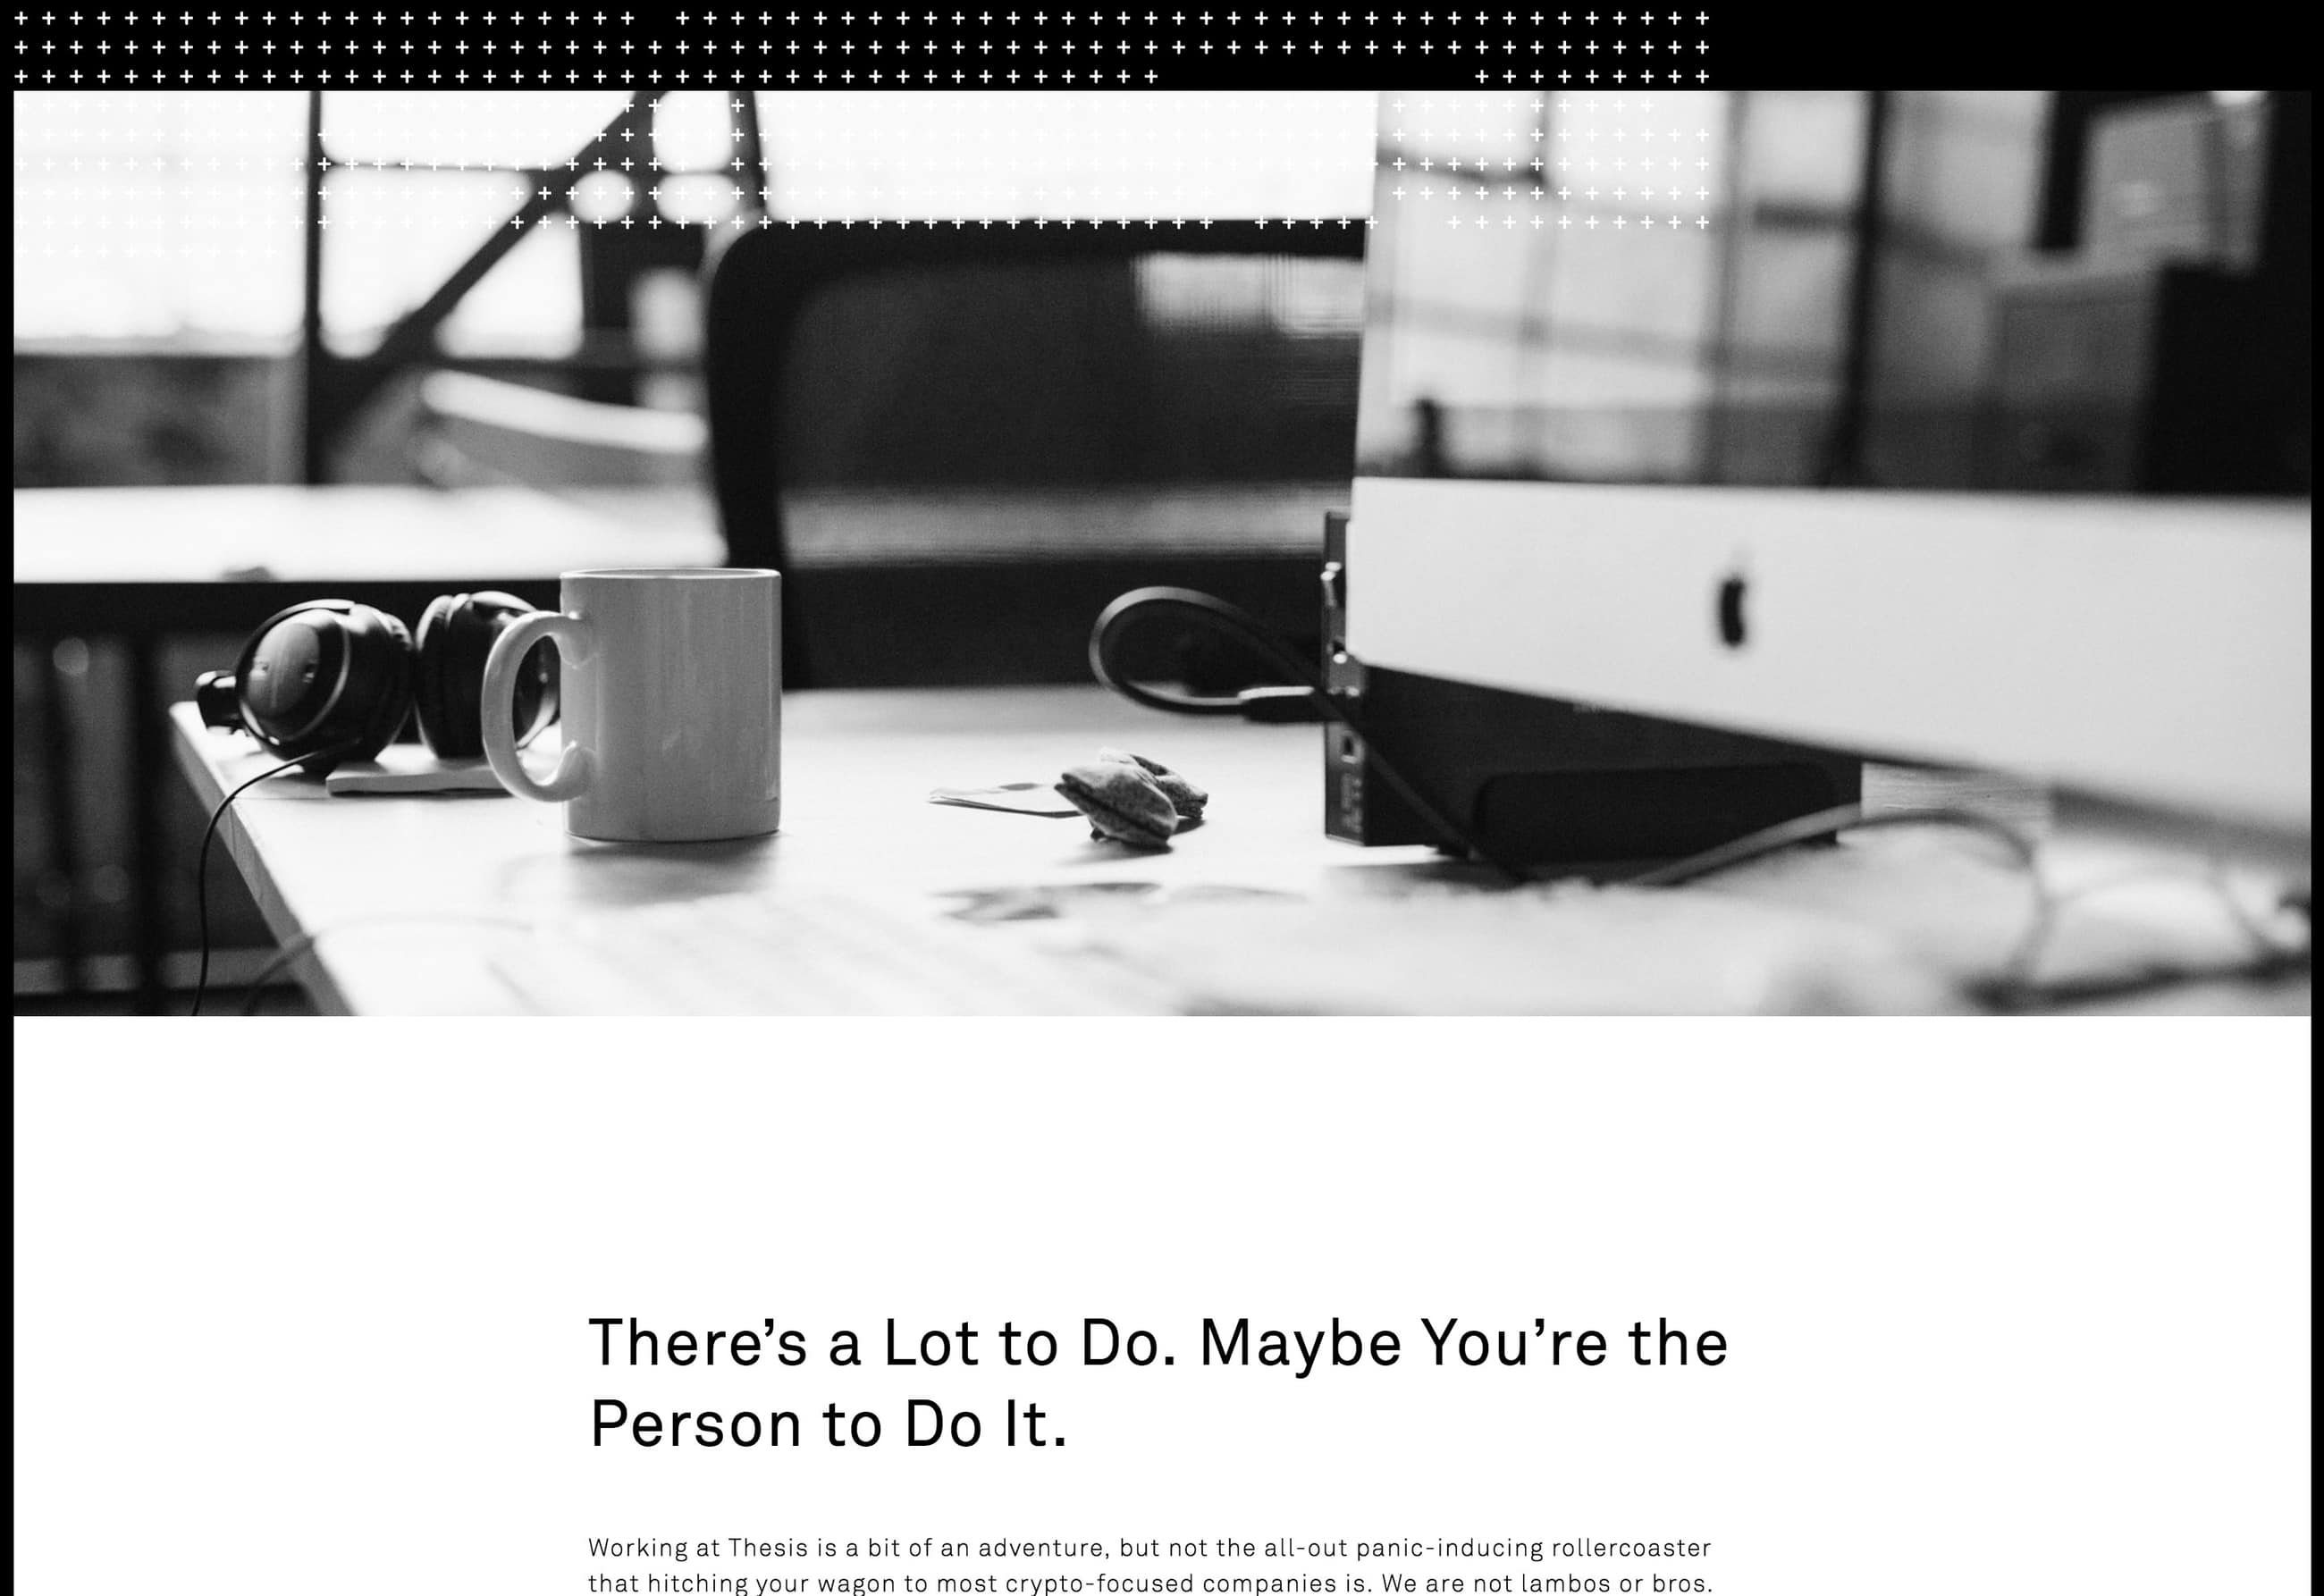 There’s a Lot to Do. Maybe You’re the
Person to Do It.
Working at Thesis is a bit of an adventure, but not the all-out panic-inducing rollercoaster
that hitching your wagon to most crypto-focused companies is. We are not lambos or bros.